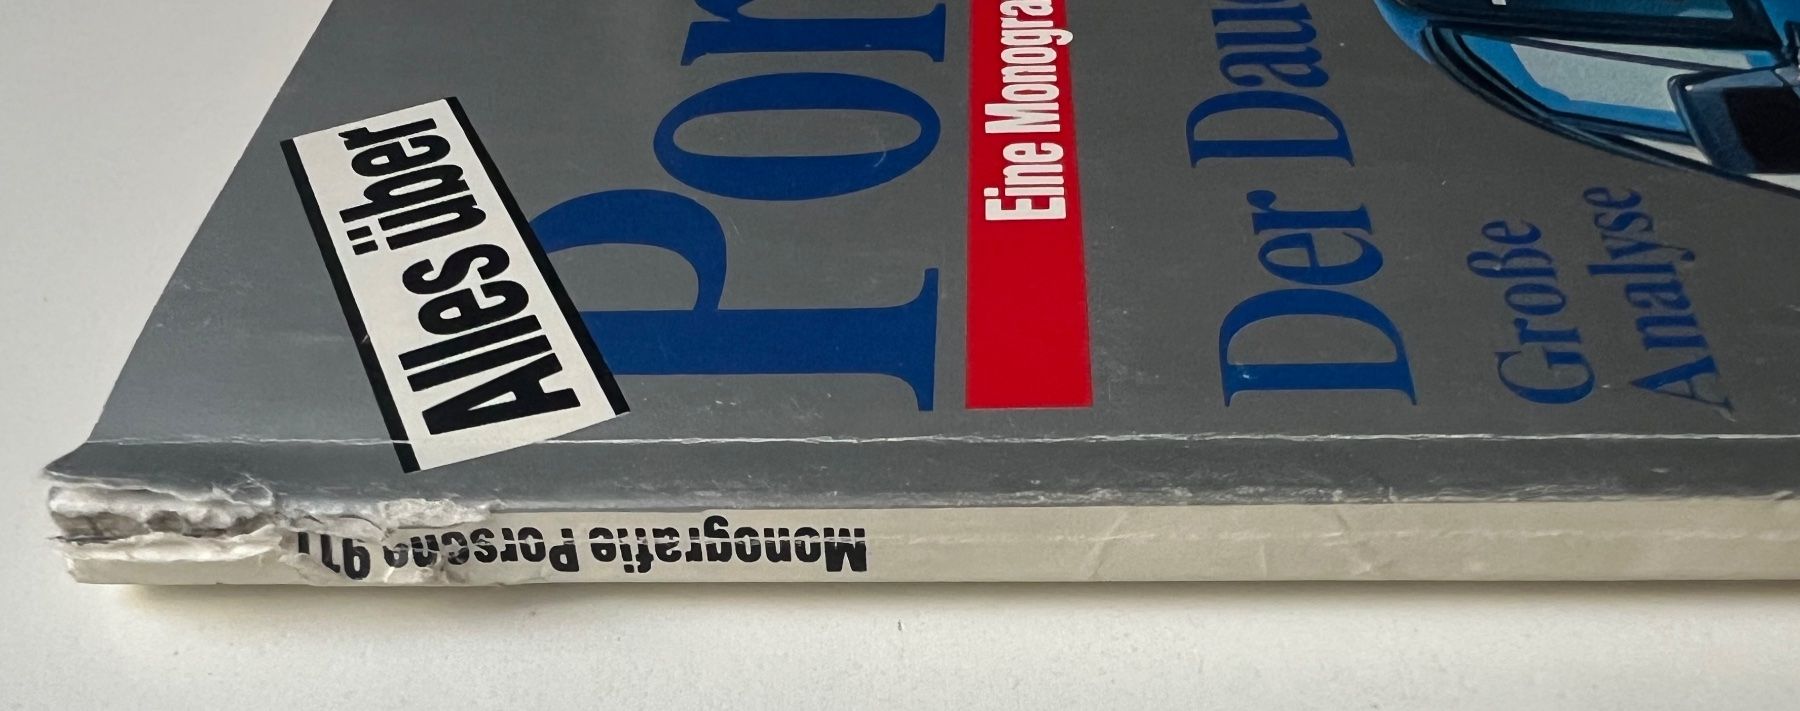 Alles über
Por
Eine Monogra
Der Dau
Große
Analyse
Monografie Porsche 911